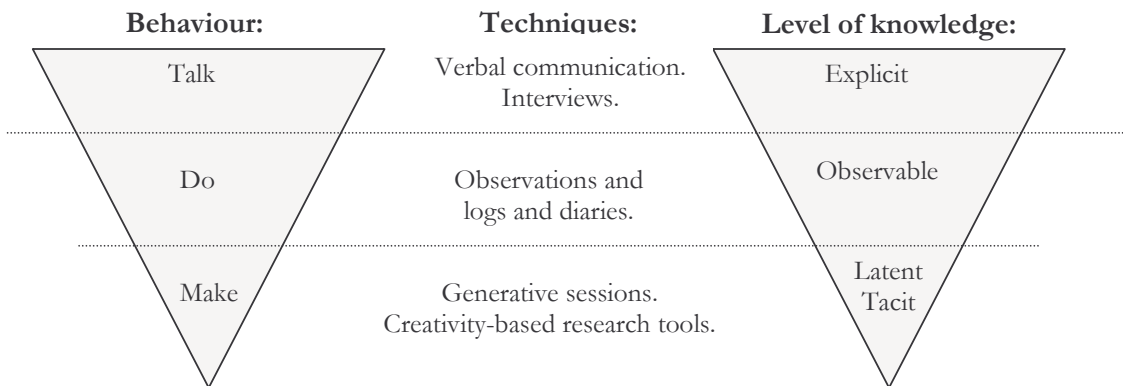 Behaviour:
Techniques:
Level of knowledge:
Talk
Verbal communication.
Interviews.
Explicit
Do
Observations and
logs and diaries.
Observable
Make
Generative sessions.
Creativity-based research tools.
Latent
Tacit